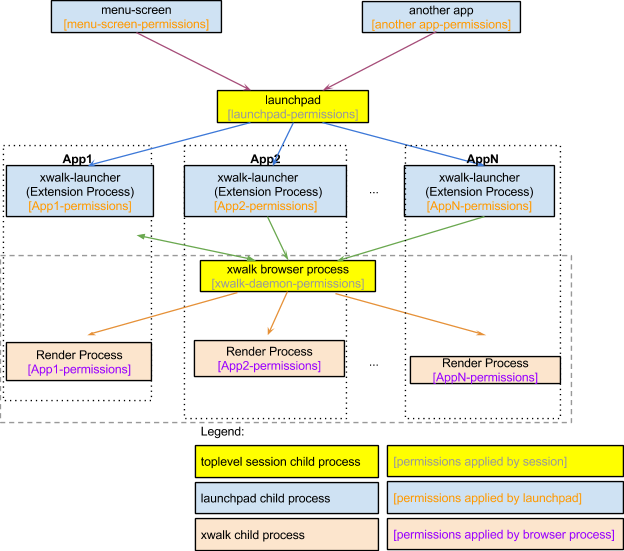 menu-screen
[menu-screen-permissions]
another app
[another app-permissions]
launchpad
[launchpad-permissions]
App1
App2
AppN
xwalk-launcher
(Extension Process)
[App1-permissions]
xwalk-launcher
(Extension Process)
[App2-permissions]
...
xwalk-launcher
(Extension Process)
[AppN-permissions]
xwalk browser process
[xwalk-daemon-permissions]
Render Process
[App1-permissions]
Render Process
[App2-permissions]
...
Render Process
[AppN-permissions]
Legend:
toplevel session child process
[permissions applied by session]
launchpad child process
[permissions applied by launchpad]
xwalk child process
[permissions applied by browser process]